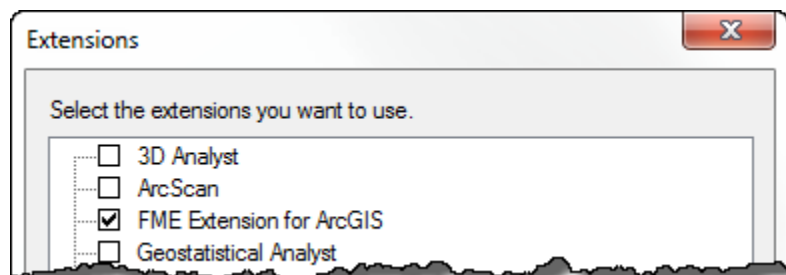 Extensions
Select the extensions you want to use.
3D Analyst
ArcScan
FME Extension for ArcGIS
Geostatistical Analyst